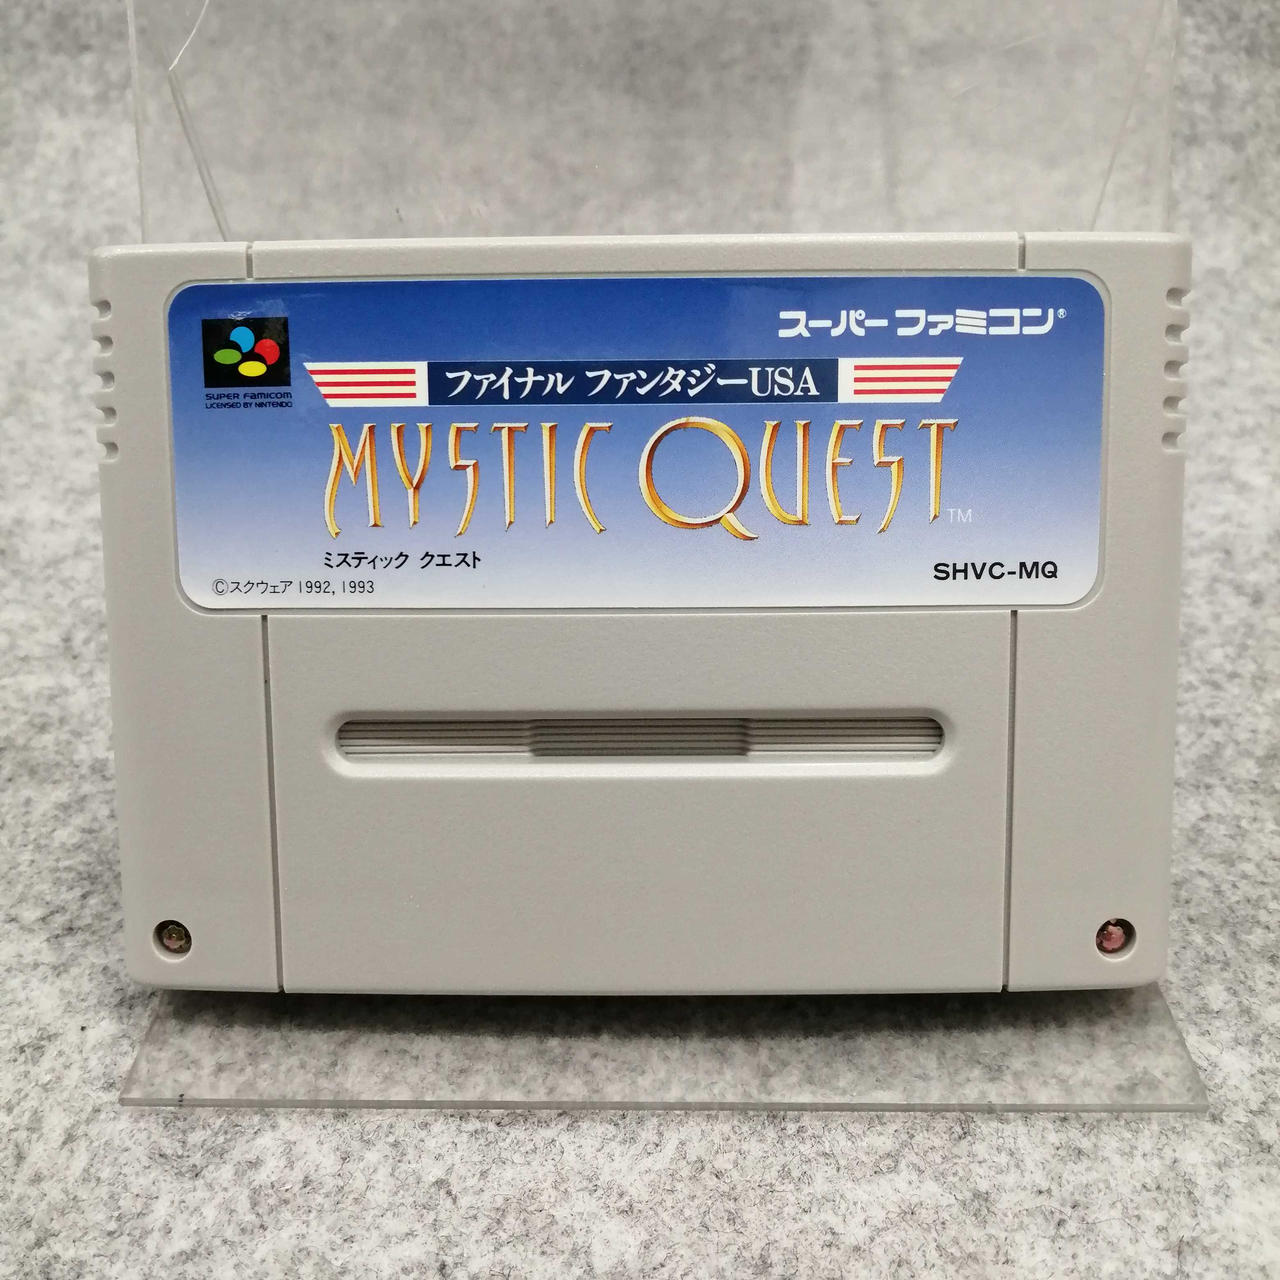 スーパーファミコン®
SUPER FAMICOM
LICENSED BY NINTENDO
ファイナル ファンタジーUSA
MYSTIC QUEST™
ミスティック クエスト
SHVC-MQ
©スクウェア 1992, 1993